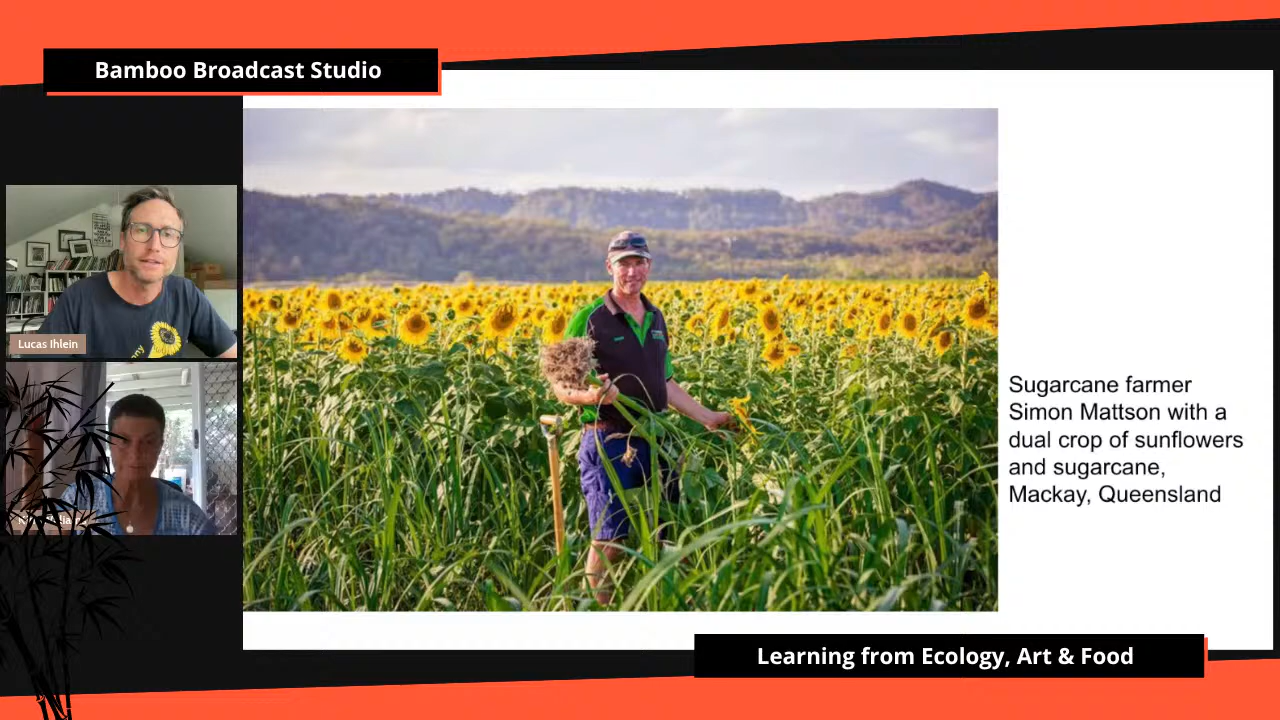 Bamboo Broadcast Studio
Lucas Ihlein
Sugarcane farmer
Simon Mattson with a
dual crop of sunflowers
and sugarcane,
Mackay, Queensland
Learning from Ecology, Art & Food